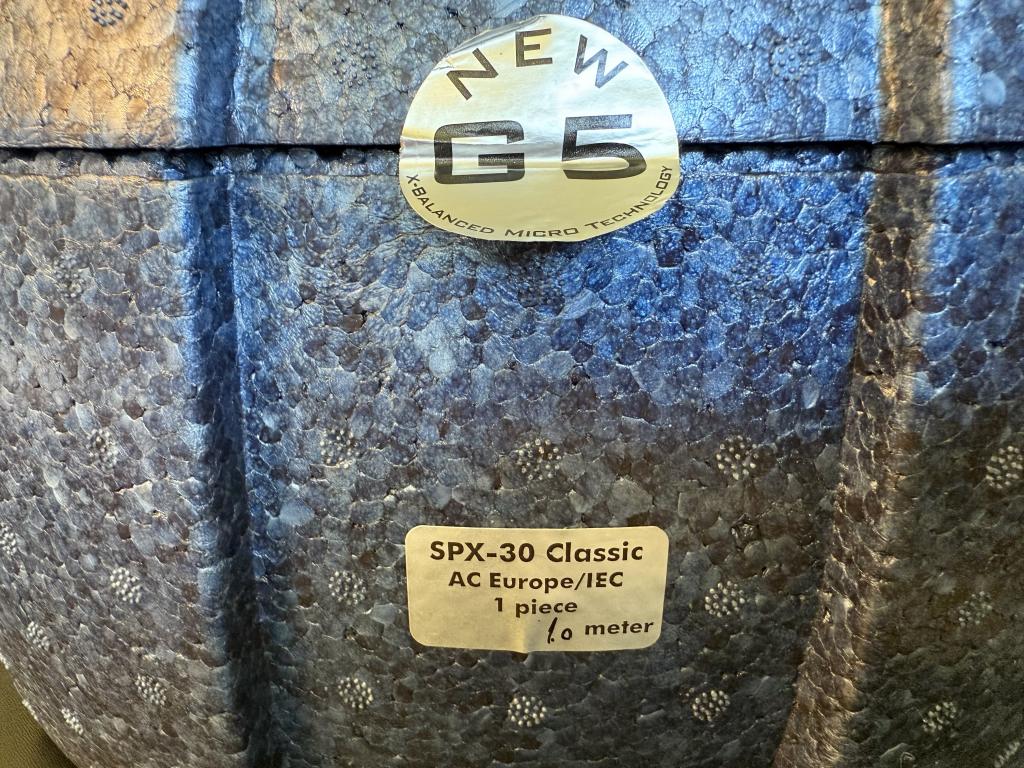 NEW
G5
X-BALANCED MICRO TECHNOLOGY
SPX-30 Classic
AC Europe/IEC
1 piece
1.0 meter